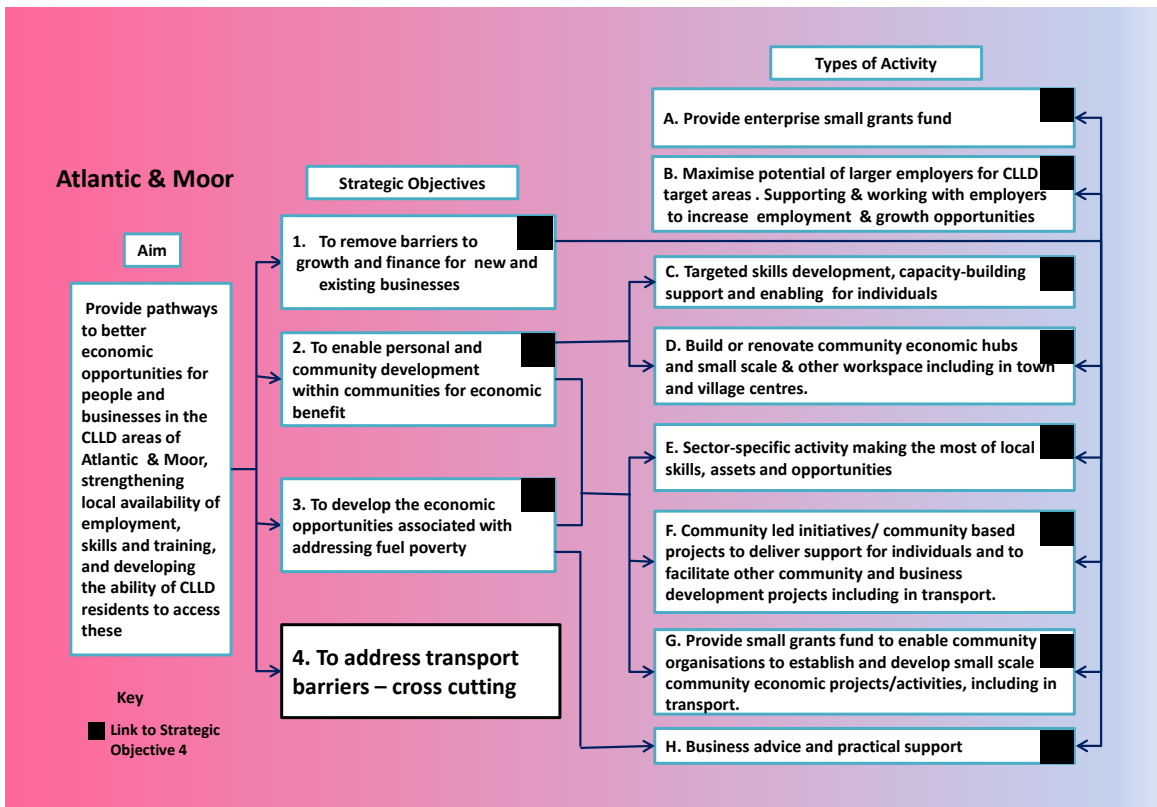 Atlantic & Moor
Aim
Provide pathways
to better
economic
opportunities for
people and
businesses in the
CLLD areas of
Atlantic & Moor,
strengthening
local availability of
employment,
skills and training,
and developing
the ability of CLLD
residents to access
these
Key
Link to Strategic
Objective 4
Strategic Objectives
1. To remove barriers to
growth and finance for new and
existing businesses
2. To enable personal and
community development
within communities for economic
benefit
3. To develop the economic
opportunities associated with
addressing fuel poverty
4. To address transport
barriers – cross cutting
Types of Activity
A. Provide enterprise small grants fund
B. Maximise potential of larger employers for CLLD
target areas . Supporting & working with employers
to increase employment & growth opportunities
C. Targeted skills development, capacity-building
support and enabling for individuals
D. Build or renovate community economic hubs
and small scale & other workspace including in town
and village centres.
E. Sector-specific activity making the most of local
skills, assets and opportunities
F. Community led initiatives/ community based
projects to deliver support for individuals and to
facilitate other community and business
development projects including in transport.
G. Provide small grants fund to enable community
organisations to establish and develop small scale
community economic projects/activities, including in
transport.
H. Business advice and practical support